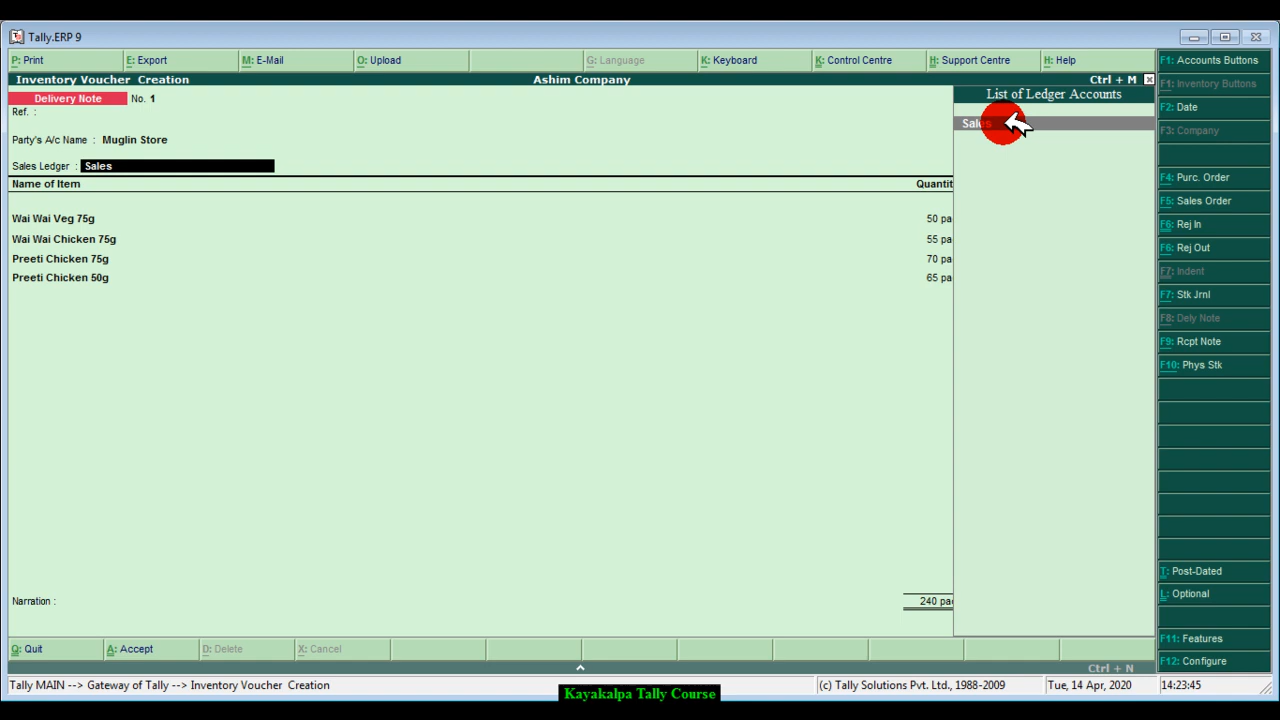 Tally.ERP 9
P: Print E: Export M: E-Mail O: Upload G: Language K: Keyboard K: Control Centre H: Support Centre H: Help
Inventory Voucher Creation Ashim Company Ctrl + M
Delivery Note No. 1
Ref. :
Party's A/c Name : Muglin Store
Sales Ledger : Sales
Name of Item Quantit
Wai Wai Veg 75g 50 pa
Wai Wai Chicken 75g 55 pa
Preeti Chicken 75g 70 pa
Preeti Chicken 50g 65 pa
Narration : 240 pa
List of Ledger Accounts
Sales
F1: Accounts Buttons
F1: Inventory Buttons
F2: Date
F3: Company
F4: Purc. Order
F5: Sales Order
F6: Rej In
F6: Rej Out
F7: Indent
F7: Stk Jrnl
F8: Delv Note
F9: Rcpt Note
F10: Phys Stk
T: Post-Dated
L: Optional
F11: Features
F12: Configure
Q: Quit A: Accept D: Delete X: Cancel
Ctrl + N
Tally MAIN --> Gateway of Tally --> Inventory Voucher Creation (c) Tally Solutions Pvt. Ltd., 1988-2009 Tue, 14 Apr, 2020 14:23:45
Kayakalpa Tally Course